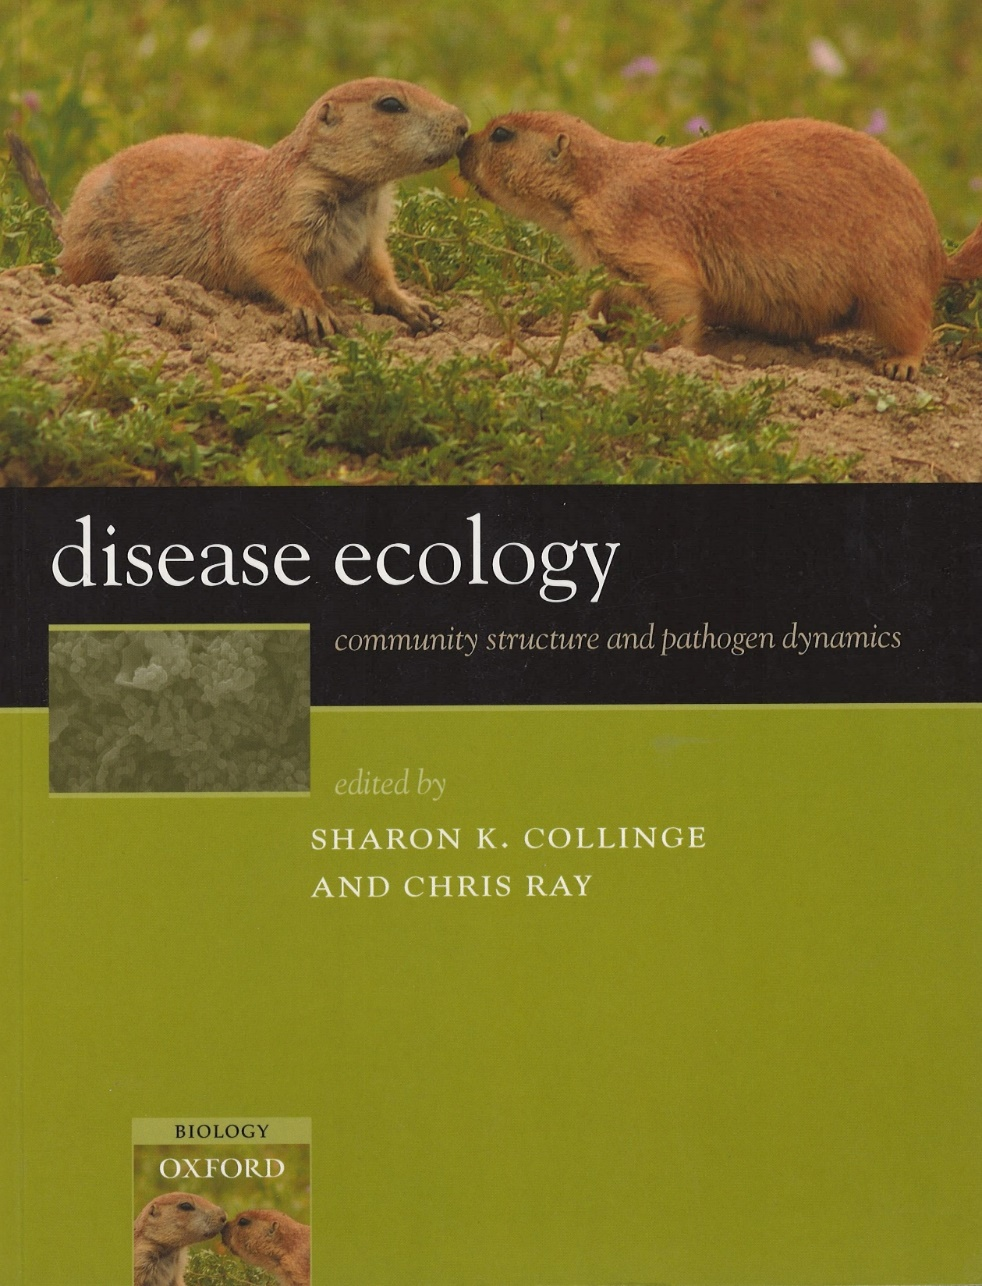 disease ecology
community structure and pathogen dynamics
edited by
SHARON K. COLLINGE
AND CHRIS RAY
BIOLOGY
OXFORD